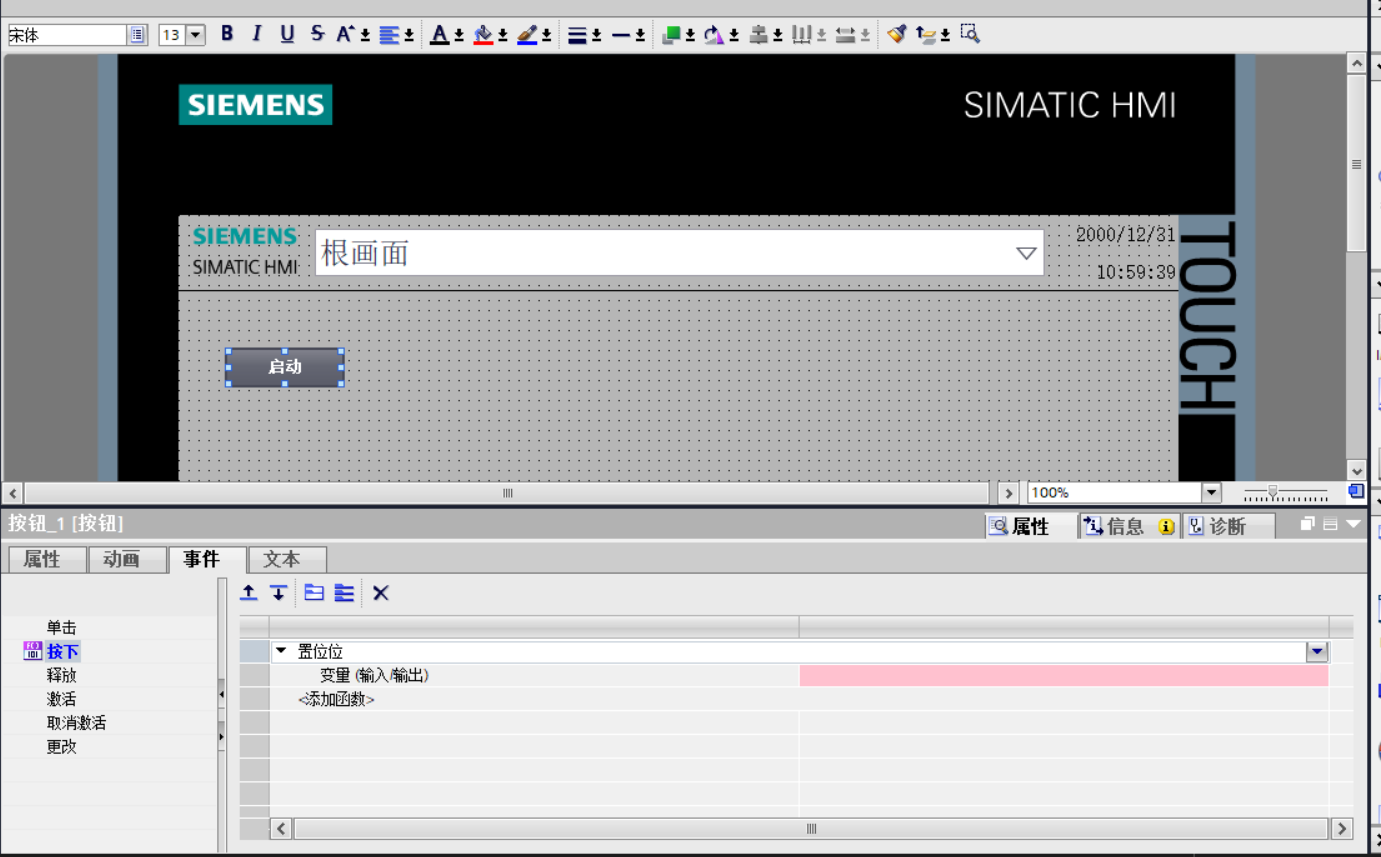 宋体 13 B I U S A A
SIEMENS SIMATIC HMI
SIEMENS
SIMATIC HMI
根画面
2000/12/31
10:59:39
TOUCH
启动
100%
按钮_1 [按钮] 属性 信息 诊断
属性 动画 事件 文本
单击
按下
释放
激活
取消激活
更改
置位位
变量 (输入/输出)
<添加函数>